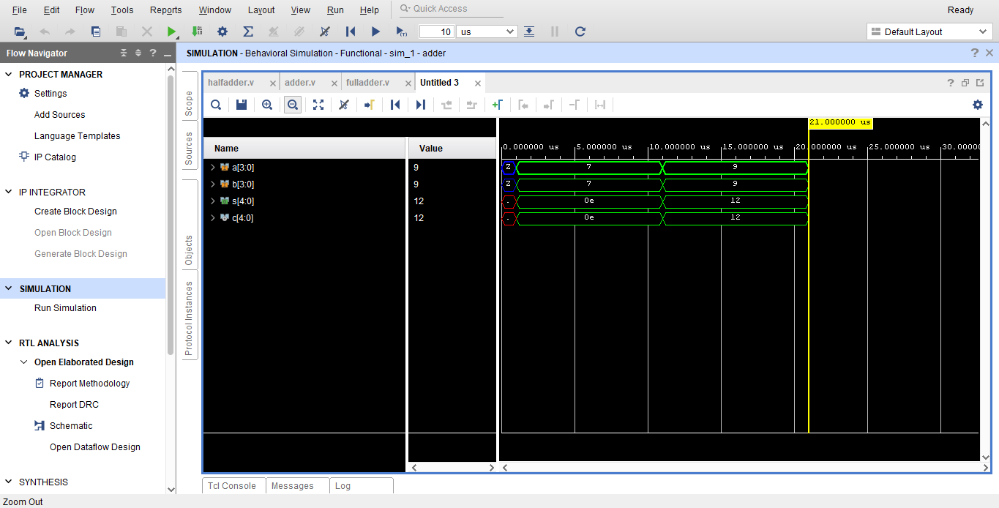 File Edit Flow Tools Reports Window Layout View Run Help Quick Access Ready
10 us Default Layout
Flow Navigator
SIMULATION - Behavioral Simulation - Functional - sim_1 - adder
PROJECT MANAGER
Settings
Add Sources
Language Templates
IP Catalog
IP INTEGRATOR
Create Block Design
Open Block Design
Generate Block Design
SIMULATION
Run Simulation
RTL ANALYSIS
Open Elaborated Design
Report Methodology
Report DRC
Schematic
Open Dataflow Design
SYNTHESIS
Scope
Sources
Objects
Protocol Instances
halfadder.v adder.v fulladder.v Untitled 3
21.000000 us
Name Value
0.000000 us 5.000000 us 10.000000 us 15.000000 us 20.000000 us 25.000000 us
a[3:0] 9 Z 7 9
b[3:0] 9 Z 7 9
s[4:0] 12 . 0e 12
c[4:0] 12 . 0e 12
Tcl Console Messages Log
Zoom Out